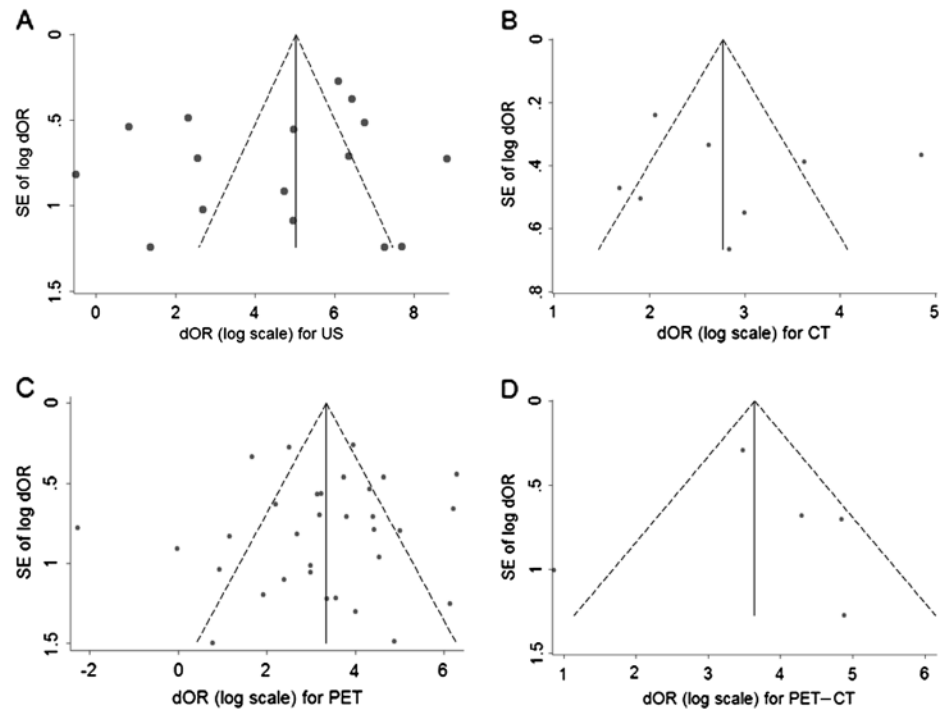 A
0
.5
1
1.5
SE of log dOR
0 2 4 6 8
dOR (log scale) for US
B
0
.2
.4
.6
.8
SE of log dOR
1 2 3 4 5
dOR (log scale) for CT
C
0
.5
1
1.5
SE of log dOR
-2 0 2 4 6
dOR (log scale) for PET
D
0
.5
1
1.5
SE of log dOR
1 2 3 4 5 6
dOR (log scale) for PET–CT